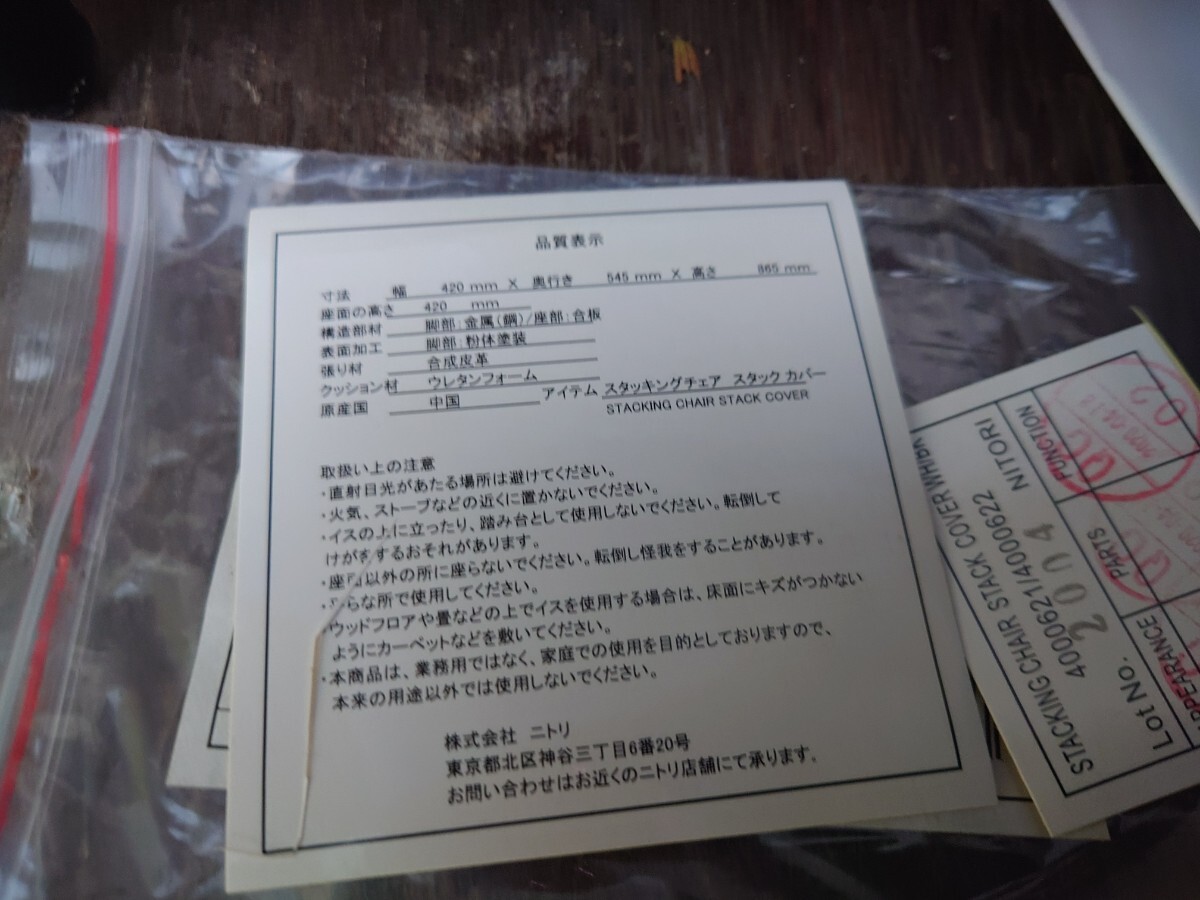 品質表示
寸法 幅 420 mm × 奥行き 545 mm × 高さ 865 mm
座面の高さ 420 mm
構造部材 脚部:金属(鋼)/座部:合板
表面加工 脚部:粉体塗装
張り材 合成皮革
クッション材 ウレタンフォーム
原産国 中国 アイテム スタッキングチェア スタック カバー
STACKING CHAIR STACK COVER
取扱い上の注意
・直射日光があたる場所は避けてください。
・火気、ストーブなどの近くに置かないでください。
・イスの上に立ったり、踏み台として使用しないでください。転倒して
けがをするおそれがあります。
・座面以外の所に座らないでください。転倒し怪我をすることがあります。
らな所で使用してください。
・ウッドフロアや畳などの上でイスを使用する場合は、床面にキズがつかない
ようにカーペットなどを敷いてください。
・本商品は、業務用ではなく、家庭での使用を目的としておりますので、
本来の用途以外では使用しないでください。
株式会社 ニトリ
東京都北区神谷三丁目6番20号
お問い合わせはお近くのニトリ店舗にて承ります。
STACKING CHAIR STACK COVER WH/BK
4000621/4000622 NITORI
Lot No. 2004
APPEARANCE PARTS FUNCTION
QC
QC
02